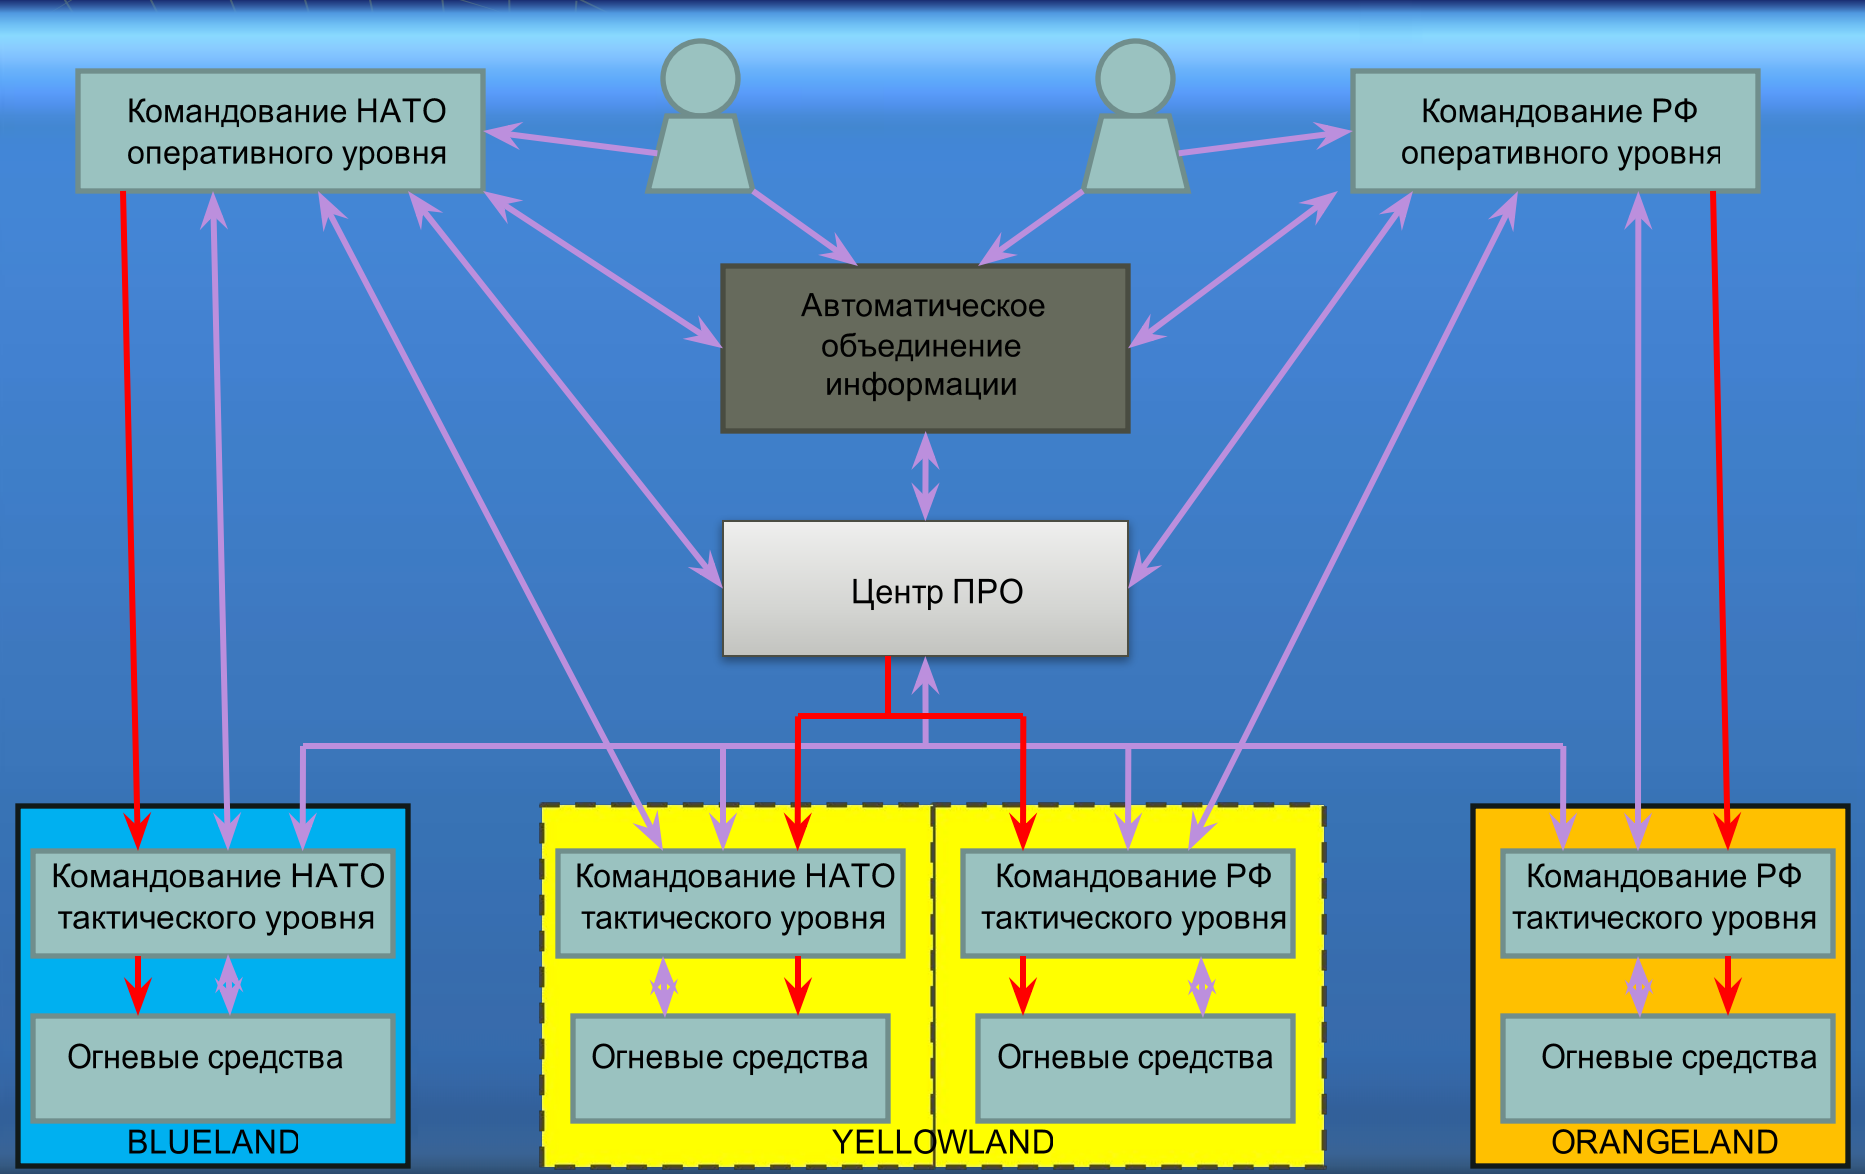 Командование НАТО
оперативного уровня
Командование РФ
оперативного уровня
Автоматическое
объединение
информации
Центр ПРО
Командование НАТО
тактического уровня
Командование НАТО
тактического уровня
Командование РФ
тактического уровня
Командование РФ
тактического уровня
Огневые средства
Огневые средства
Огневые средства
Огневые средства
BLUELAND
YELLOWLAND
ORANGELAND